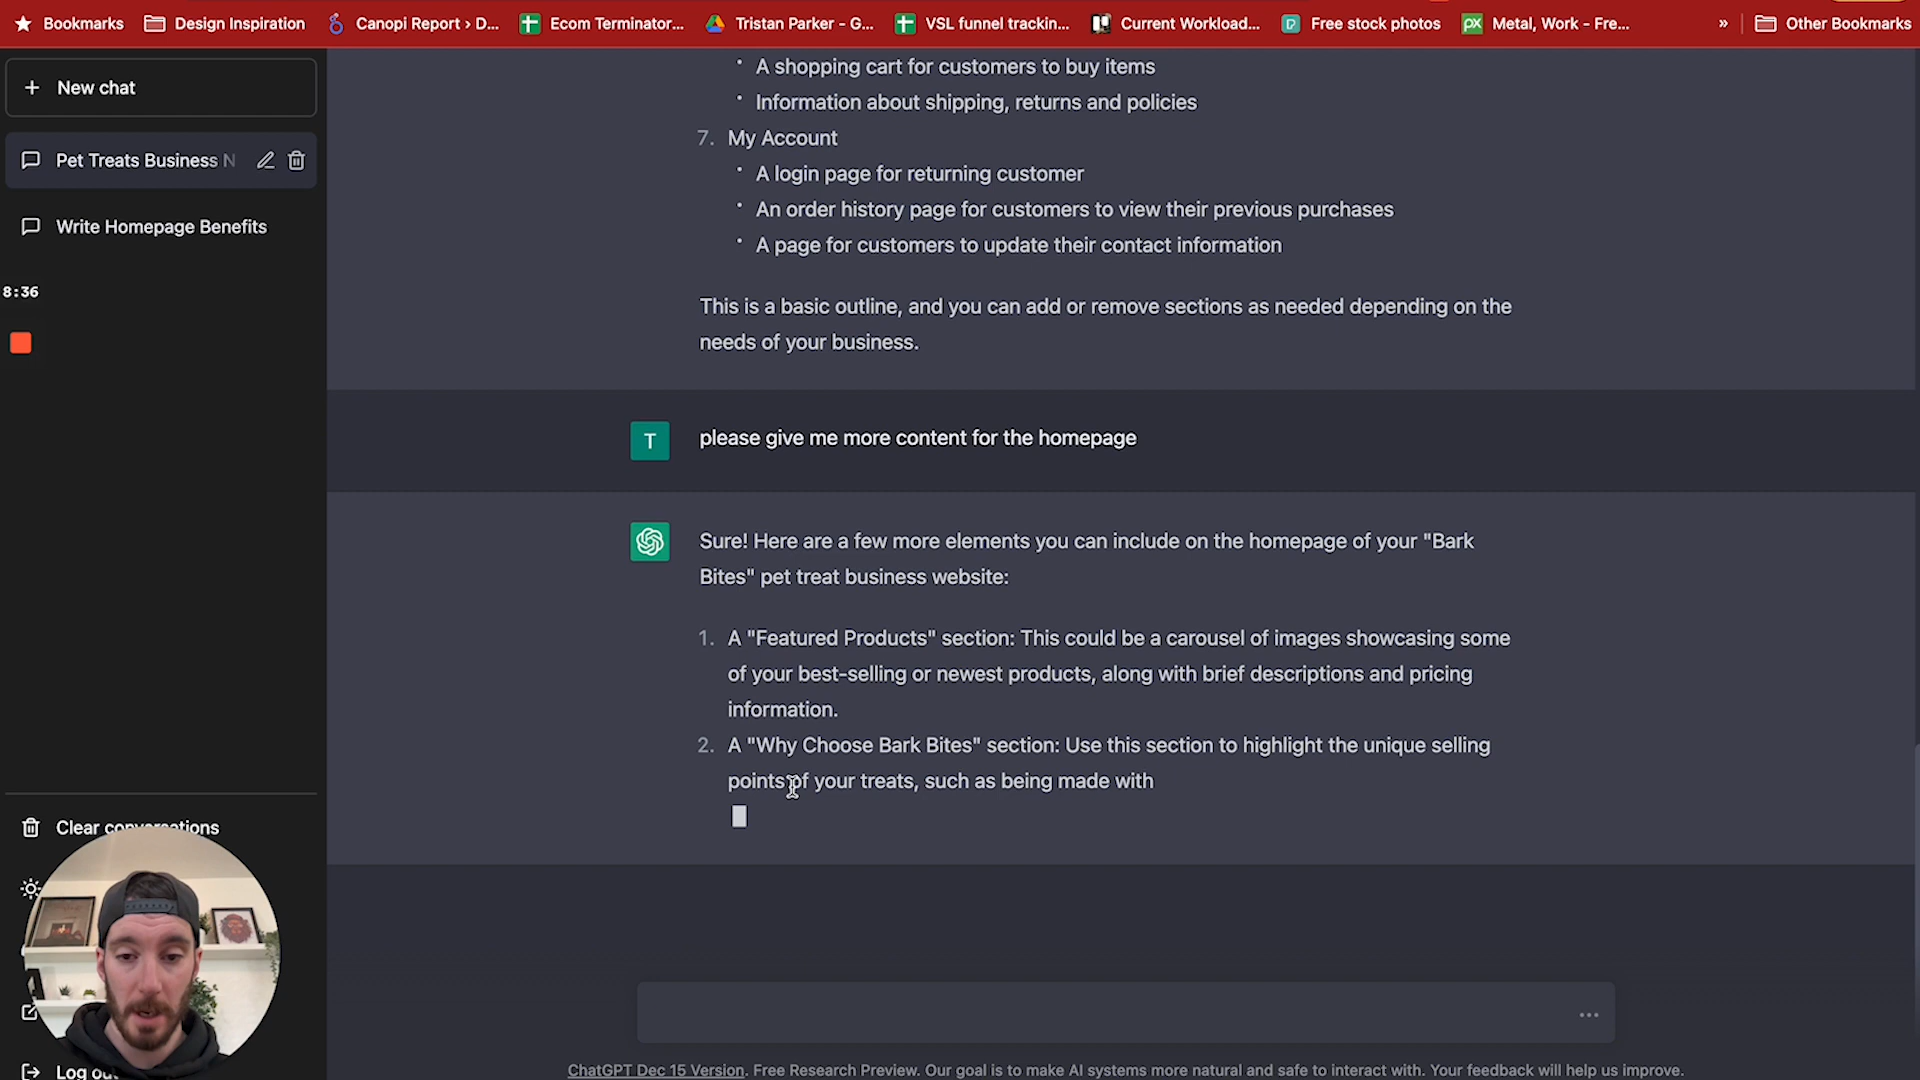 Bookmarks
Design Inspiration
Canopi Report › D...
Ecom Terminator...
Tristan Parker - G...
VSL funnel trackin...
Current Workload...
Free stock photos
px
Metal, Work - Fre...
»
Other Bookmarks
+ New chat
Pet Treats Business N
Write Homepage Benefits
8:36
Clear conversations
Log out
• A shopping cart for customers to buy items
• Information about shipping, returns and policies
7. My Account
• A login page for returning customer
• An order history page for customers to view their previous purchases
• A page for customers to update their contact information
This is a basic outline, and you can add or remove sections as needed depending on the
needs of your business.
T
please give me more content for the homepage
Sure! Here are a few more elements you can include on the homepage of your "Bark
Bites" pet treat business website:
1. A "Featured Products" section: This could be a carousel of images showcasing some
of your best-selling or newest products, along with brief descriptions and pricing
information.
2. A "Why Choose Bark Bites" section: Use this section to highlight the unique selling
points of your treats, such as being made with
ChatGPT Dec 15 Version. Free Research Preview. Our goal is to make AI systems more natural and safe to interact with. Your feedback will help us improve.